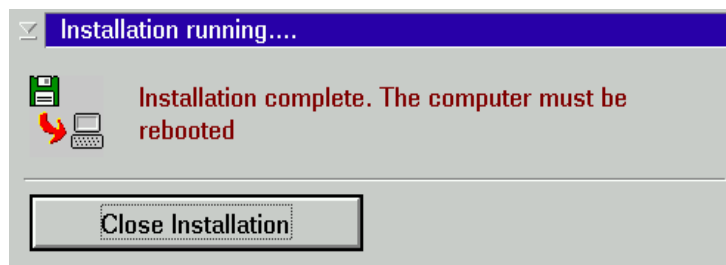 Installation running....
Installation complete. The computer must be
rebooted
Close Installation